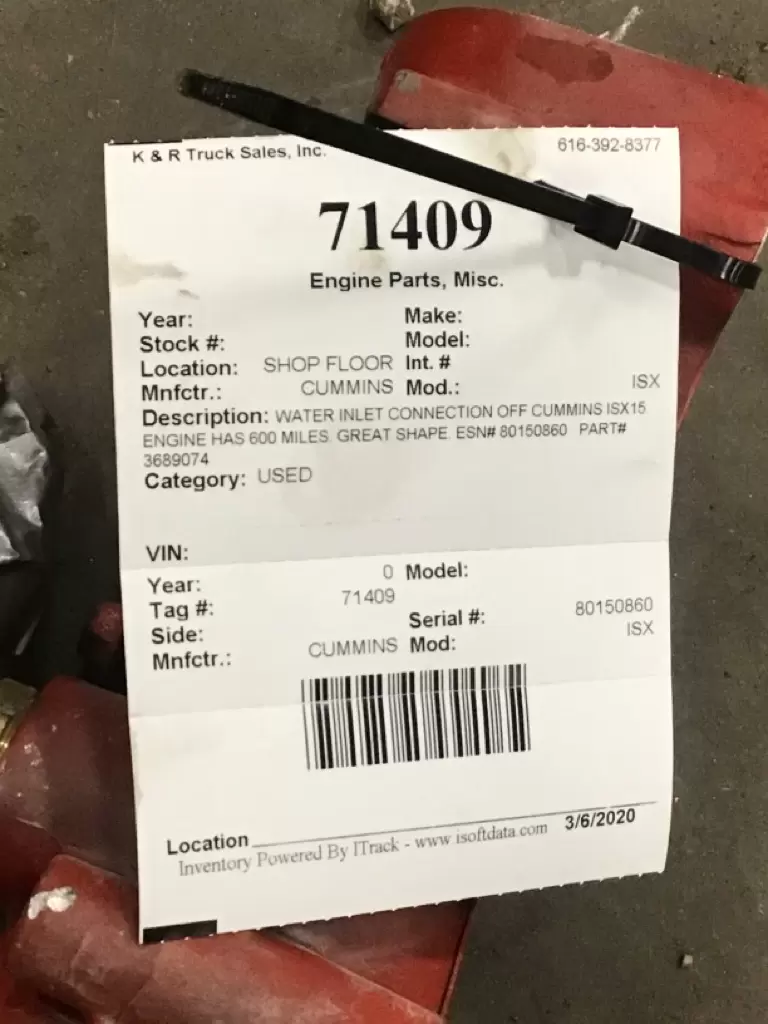 K & R Truck Sales, Inc. 616-392-8377
71409
Engine Parts, Misc.
Year: Make:
Stock #: Model:
Location: SHOP FLOOR Int. #
Mnfctr.: CUMMINS Mod.: ISX
Description: WATER INLET CONNECTION OFF CUMMINS ISX15
ENGINE HAS 600 MILES. GREAT SHAPE. ESN# 80150860 PART#
3689074
Category: USED
VIN:
Year: 0 Model:
Tag #: 71409
Side: Serial #: 80150860
Mnfctr.: CUMMINS Mod: ISX
Location 3/6/2020
Inventory Powered By ITrack - www.isoftdata.com